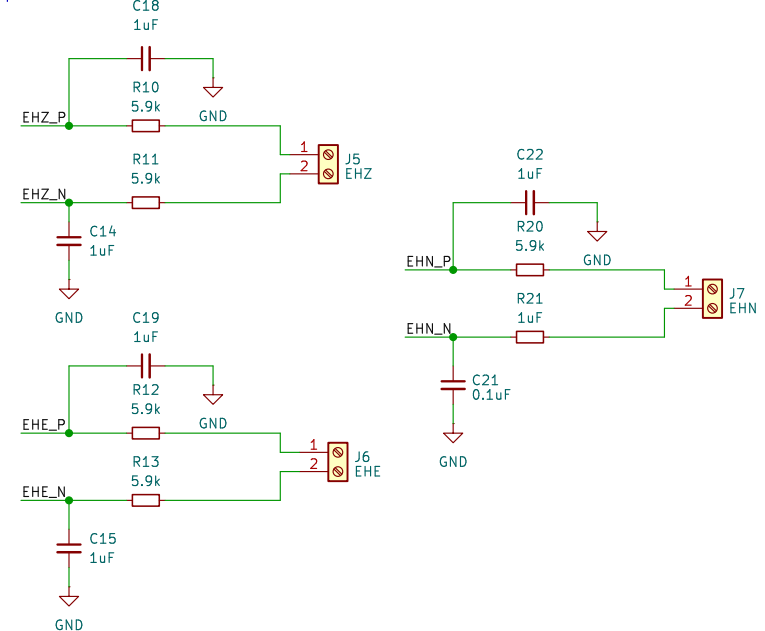 C18
1uF
R10
5.9k
GND
EHZ_P
1
2
J5
EHZ
R11
5.9k
EHZ_N
C14
1uF
GND
C22
1uF
R20
5.9k
GND
EHN_P
1
2
J7
EHN
R21
1uF
EHN_N
C21
0.1uF
GND
C19
1uF
R12
5.9k
GND
EHE_P
1
2
J6
EHE
R13
5.9k
EHE_N
C15
1uF
GND